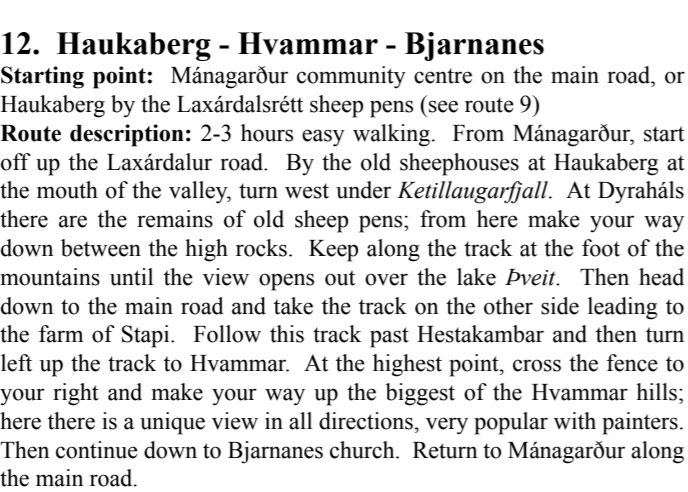 12. Haukaberg - Hvammar - Bjarnanes
Starting point: Mánagarður community centre on the main road, or
Haukaberg by the Laxárdalsrétt sheep pens (see route 9)
Route description: 2-3 hours easy walking. From Mánagarður, start
off up the Laxárdalur road. By the old sheephouses at Haukaberg at
the mouth of the valley, turn west under Ketillaugarfjall. At Dyraháls
there are the remains of old sheep pens; from here make your way
down between the high rocks. Keep along the track at the foot of the
mountains until the view opens out over the lake Þveit. Then head
down to the main road and take the track on the other side leading to
the farm of Stapi. Follow this track past Hestakambar and then turn
left up the track to Hvammar. At the highest point, cross the fence to
your right and make your way up the biggest of the Hvammar hills;
here there is a unique view in all directions, very popular with painters.
Then continue down to Bjarnanes church. Return to Mánagarður along
the main road.